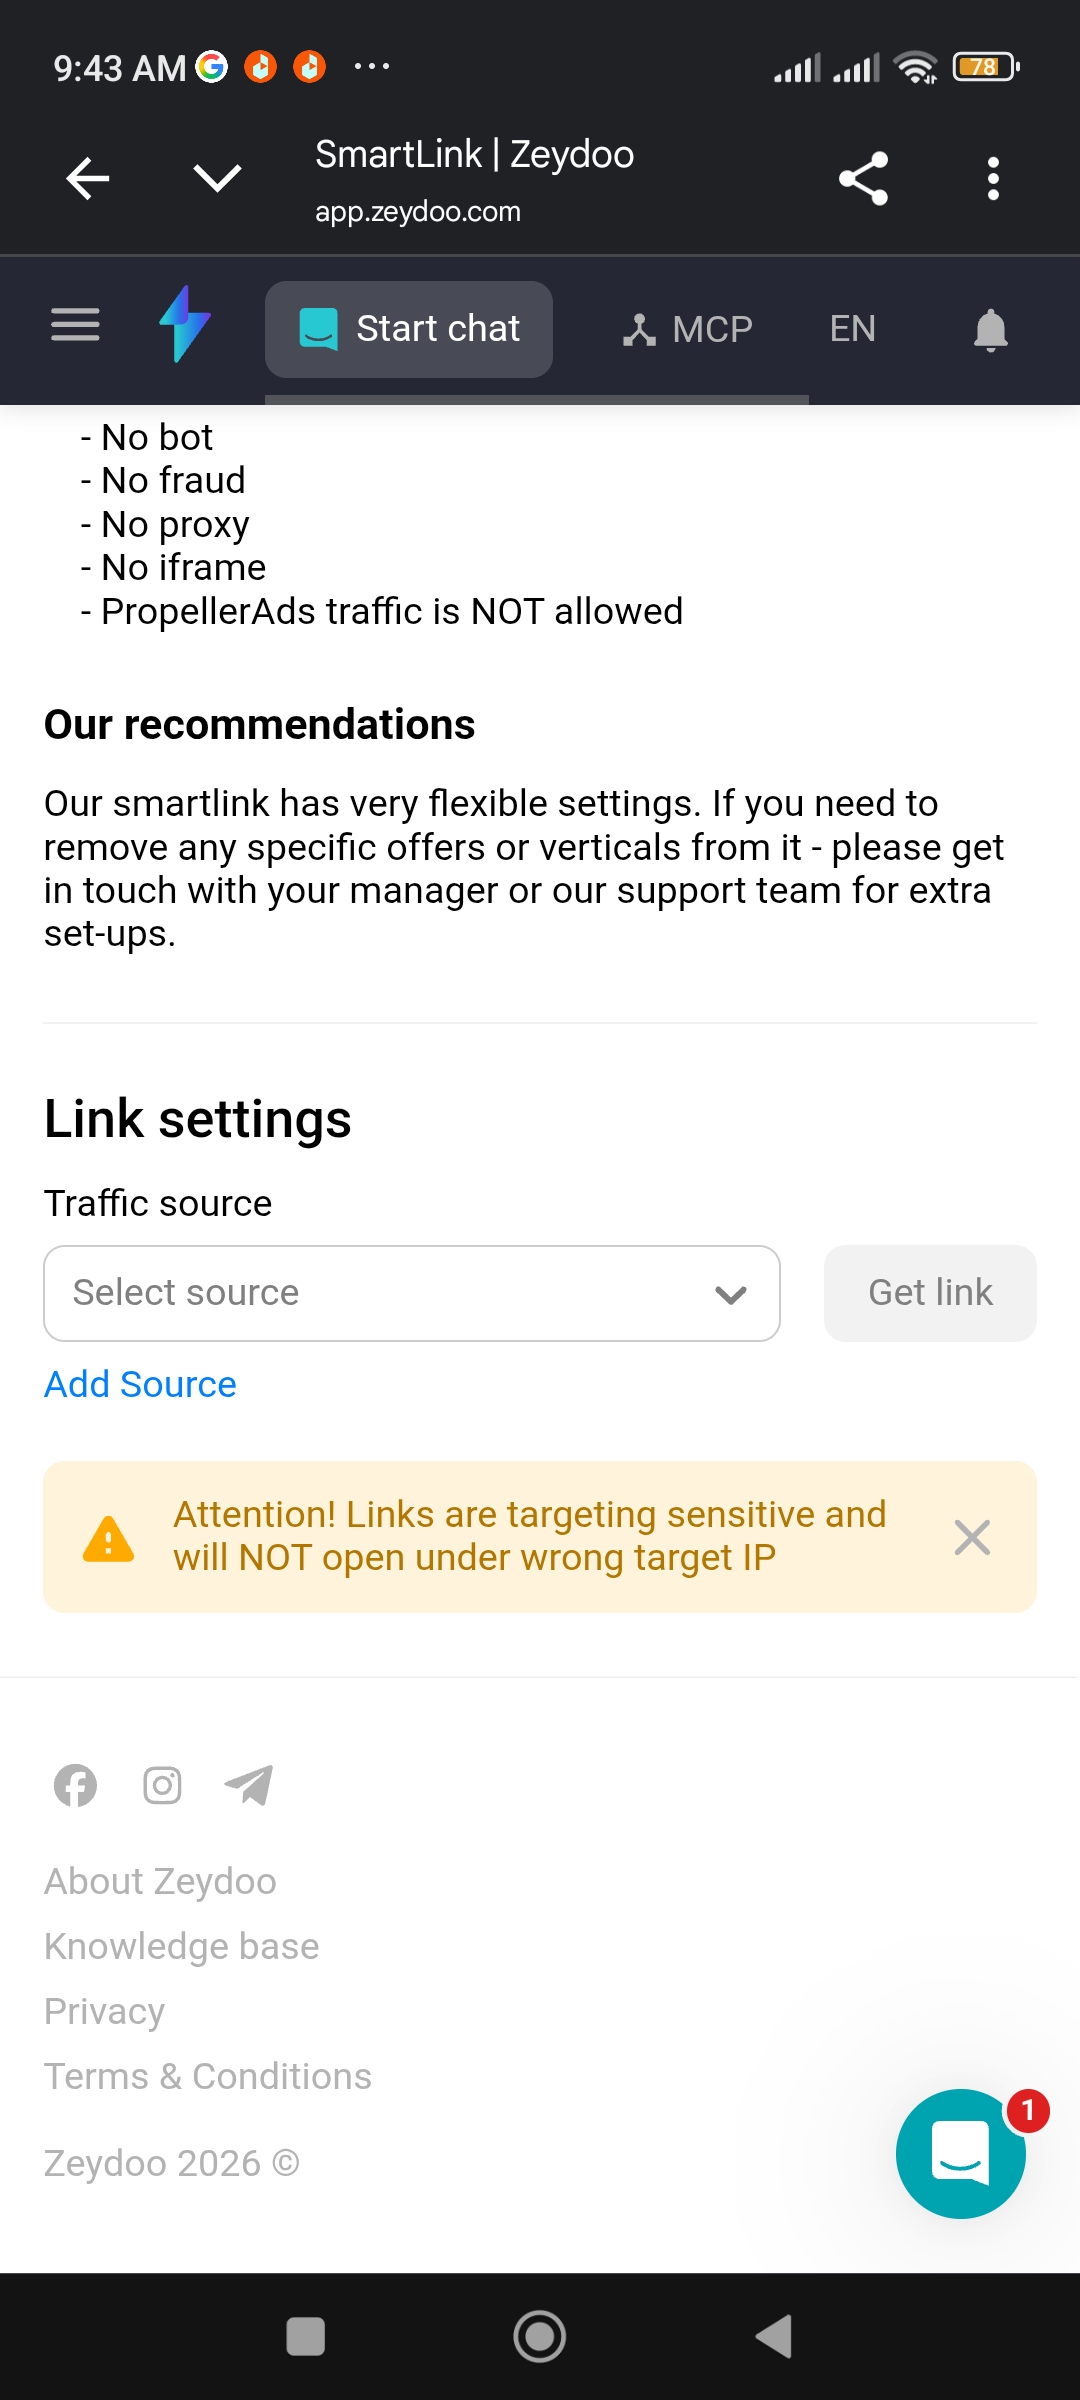 9:43 AM
78
SmartLink | Zeydoo
app.zeydoo.com
Start chat
MCP
EN
- No bot
- No fraud
- No proxy
- No iframe
- PropellerAds traffic is NOT allowed
Our recommendations
Our smartlink has very flexible settings. If you need to
remove any specific offers or verticals from it - please get
in touch with your manager or our support team for extra
set-ups.
Link settings
Traffic source
Select source
Get link
Add Source
Attention! Links are targeting sensitive and
will NOT open under wrong target IP
About Zeydoo
Knowledge base
Privacy
Terms & Conditions
1
Zeydoo 2026 ©